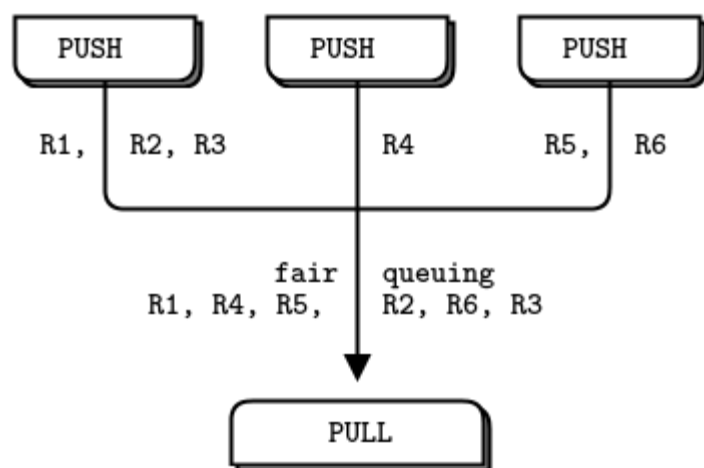 PUSH PUSH PUSH
R1, R2, R3 R4 R5, R6
fair queuing
R1, R4, R5, R2, R6, R3
PULL